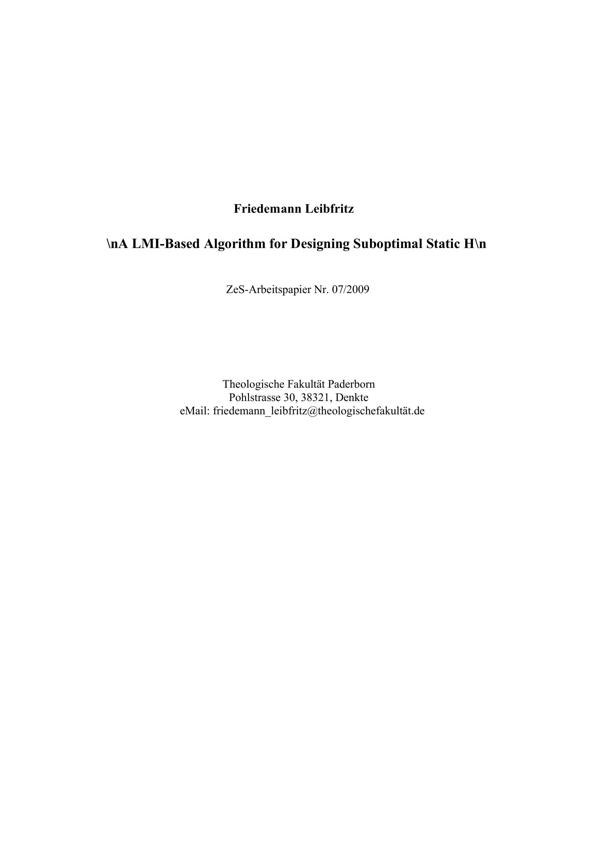 Friedemann Leibfritz
\nA LMI-Based Algorithm for Designing Suboptimal Static H\n
ZeS-Arbeitspapier Nr. 07/2009
Theologische Fakultät Paderborn
Pohlstrasse 30, 38321, Denkte
eMail: friedemann_leibfritz@theologischefakultät.de